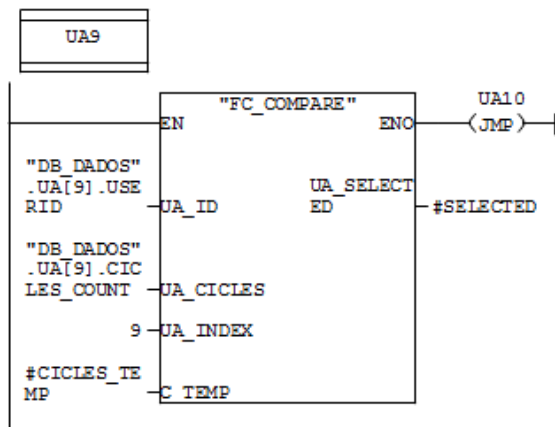 UA9
"FC_COMPARE"
UA10
EN
ENO
(JMP)
"DB_DADOS"
.UA[9].USE
RID
UA_ID
UA_SELECT
ED
#SELECTED
"DB_DADOS"
.UA[9].CIC
LES_COUNT
UA_CICLES
9
UA_INDEX
#CICLES_TE
MP
C_TEMP